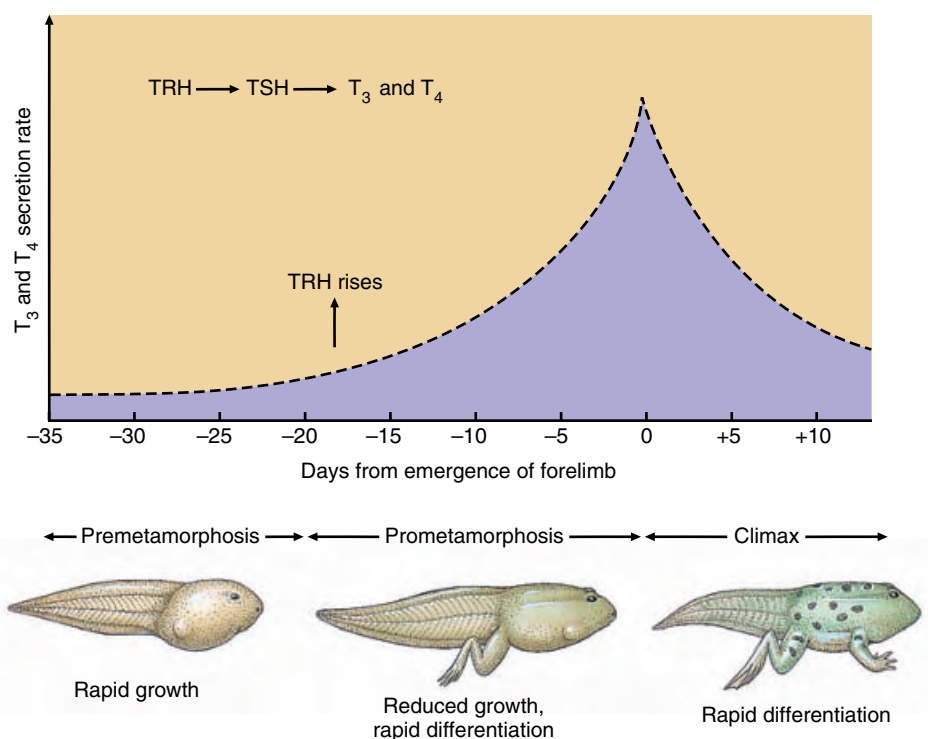 TRH → TSH → T₃ and T₄
T₃ and T₄ secretion rate
TRH rises
–35 –30 –25 –20 –15 –10 –5 0 +5 +10
Days from emergence of forelimb
Premetamorphosis Prometamorphosis Climax
Rapid growth
Reduced growth,
rapid differentiation
Rapid differentiation